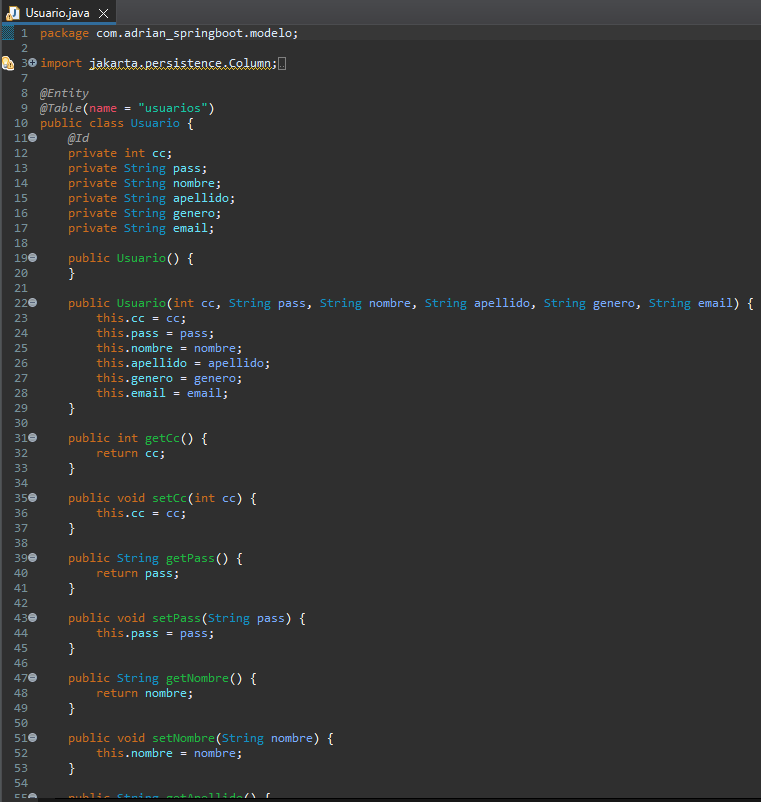 Usuario.java
1 package com.adrian_springboot.modelo;
2
3 import jakarta.persistence.Column;
7
8 @Entity
9 @Table(name = "usuarios")
10 public class Usuario {
11 @Id
12 private int cc;
13 private String pass;
14 private String nombre;
15 private String apellido;
16 private String genero;
17 private String email;
18
19 public Usuario() {
20 }
21
22 public Usuario(int cc, String pass, String nombre, String apellido, String genero, String email) {
23 this.cc = cc;
24 this.pass = pass;
25 this.nombre = nombre;
26 this.apellido = apellido;
27 this.genero = genero;
28 this.email = email;
29 }
30
31 public int getCc() {
32 return cc;
33 }
34
35 public void setCc(int cc) {
36 this.cc = cc;
37 }
38
39 public String getPass() {
40 return pass;
41 }
42
43 public void setPass(String pass) {
44 this.pass = pass;
45 }
46
47 public String getNombre() {
48 return nombre;
49 }
50
51 public void setNombre(String nombre) {
52 this.nombre = nombre;
53 }
54
55 public String getApellido() {